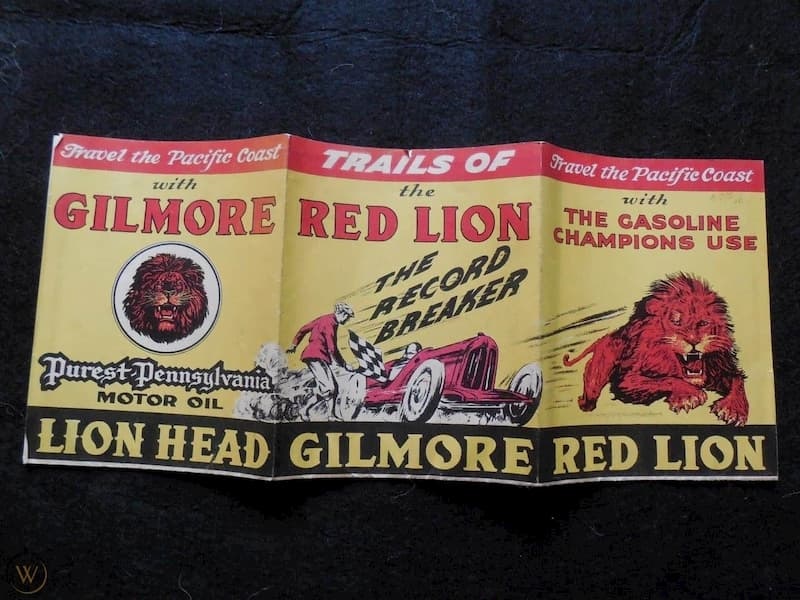 Travel the Pacific Coast
with
GILMORE
Purest Pennsylvania
MOTOR OIL
LION HEAD
TRAILS OF
the
RED LION
THE
RECORD
BREAKER
GILMORE
Travel the Pacific Coast
with
THE GASOLINE
CHAMPIONS USE
RED LION
W